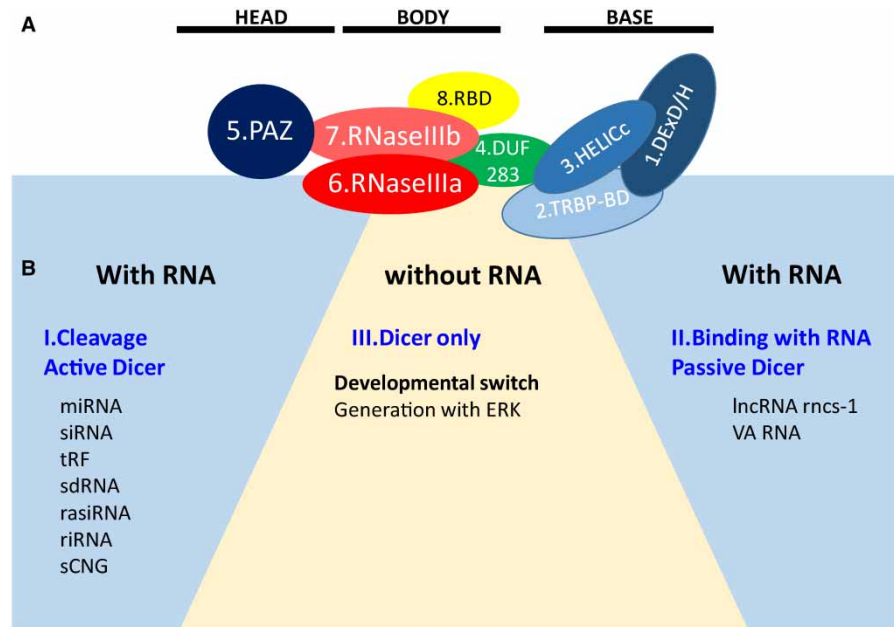 A
HEAD
BODY
BASE
5.PAZ
8.RBD
7.RNaseIIIb
6.RNaseIIIa
4.DUF
283
3.HELICc
1.DExD/H
2.TRBP-BD
B
With RNA
without RNA
With RNA
I.Cleavage
Active Dicer
miRNA
siRNA
tRF
sdRNA
rasiRNA
riRNA
sCNG
III.Dicer only
Developmental switch
Generation with ERK
II.Binding with RNA
Passive Dicer
lncRNA rncs-1
VA RNA